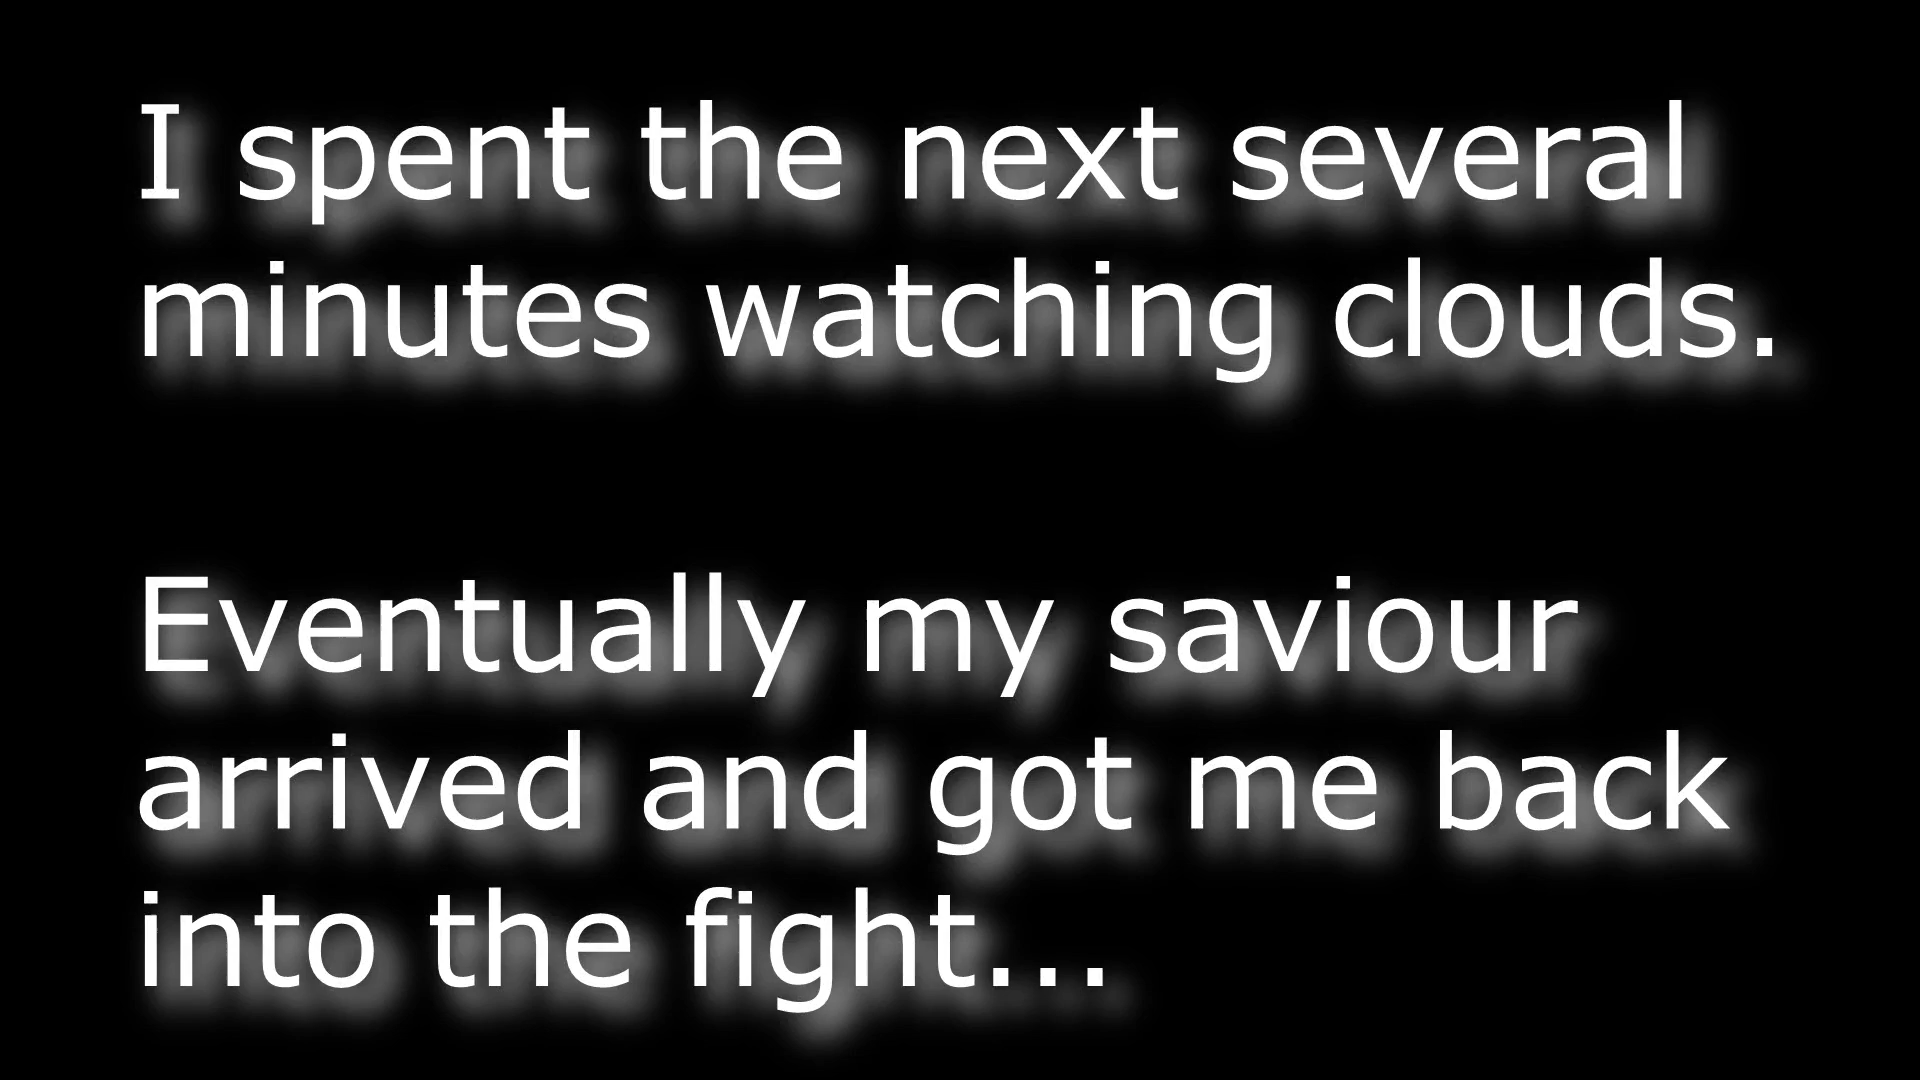 I spent the next several
minutes watching clouds.
Eventually my saviour
arrived and got me back
into the fight...